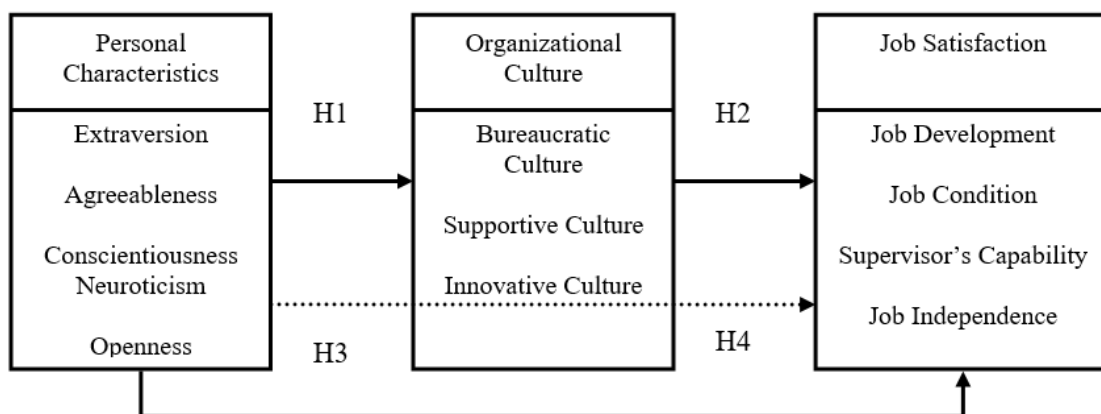 Personal
Characteristics
Extraversion
Agreeableness
Conscientiousness
Neuroticism
Openness
H1
H3
Organizational
Culture
Bureaucratic
Culture
Supportive Culture
Innovative Culture
H2
H4
Job Satisfaction
Job Development
Job Condition
Supervisor’s Capability
Job Independence